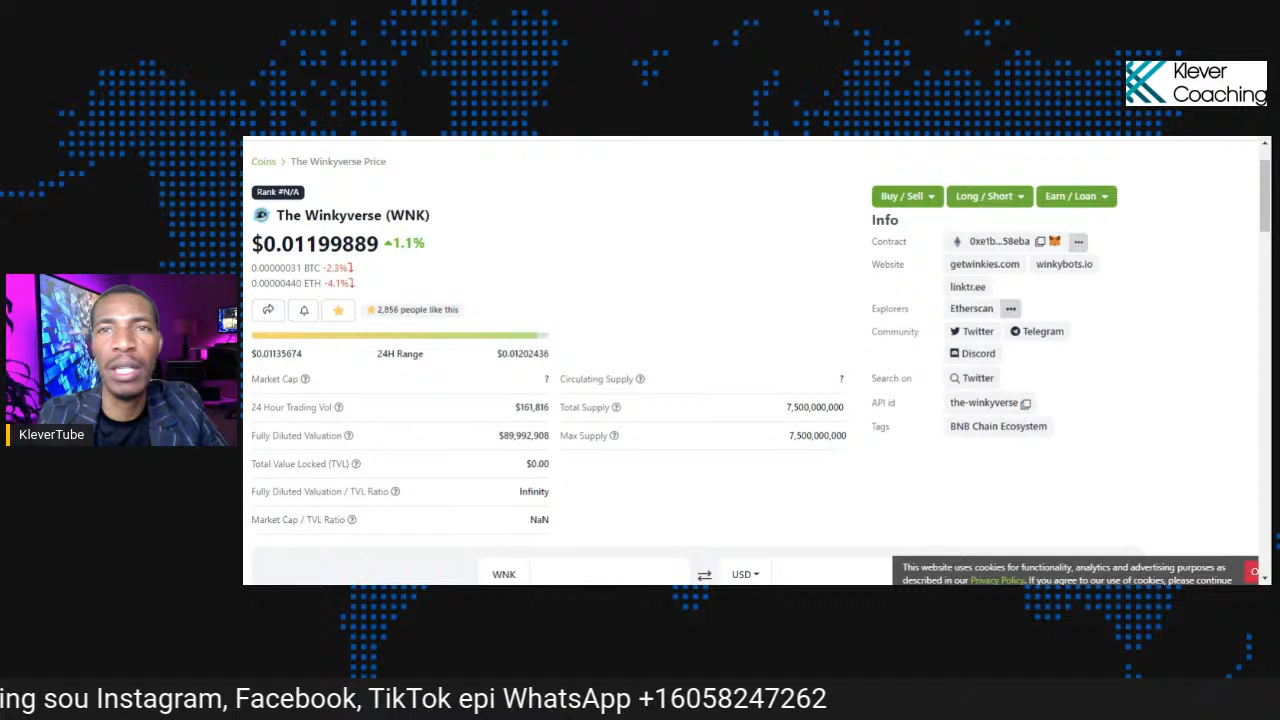 Klever
Coaching
Coins > The Winkyverse Price
Rank #N/A
The Winkyverse (WNK)
$0.01199889 1.1%
0.00000031 BTC -2.3%
0.00000440 ETH -4.1%
2,856 people like this
$0.01135674 24H Range $0.01202436
Market Cap ?
24 Hour Trading Vol $161,816
Fully Diluted Valuation $89,992,908
Total Value Locked (TVL) $0.00
Fully Diluted Valuation / TVL Ratio Infinity
Market Cap / TVL Ratio NaN
Circulating Supply ?
Total Supply 7,500,000,000
Max Supply 7,500,000,000
Buy / Sell Long / Short Earn / Loan
Info
Contract 0xe1b...58eba
Website getwinkies.com winkybots.io
linktr.ee
Explorers Etherscan
Community Twitter Telegram
Discord
Search on Twitter
API id the-winkyverse
Tags BNB Chain Ecosystem
WNK USD
This website uses cookies for functionality, analytics and advertising purposes as
described in our Privacy Policy. If you agree to our use of cookies, please continue
KleverTube
ing sou Instagram, Facebook, TikTok epi WhatsApp +16058247262